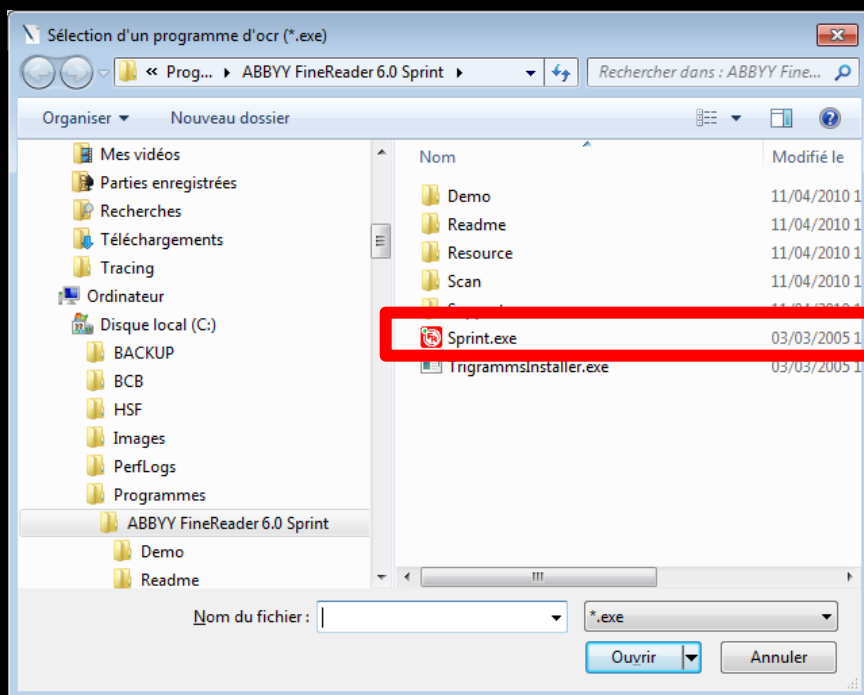 Sélection d'un programme d'ocr (*.exe)
« Prog... ABBYY FineReader 6.0 Sprint
Rechercher dans : ABBYY Fine...
Organiser Nouveau dossier
Mes vidéos
Parties enregistrées
Recherches
Téléchargements
Tracing
Ordinateur
Disque local (C:)
BACKUP
BCB
HSF
Images
PerfLogs
Programmes
ABBYY FineReader 6.0 Sprint
Demo
Readme
Nom Modifié le
Demo 11/04/2010 1
Readme 11/04/2010 1
Resource 11/04/2010 1
Scan 11/04/2010 1
Sprint.exe 03/03/2005 1
TrigrammsInstaller.exe 03/03/2005 1
Nom du fichier :
*.exe
Ouvrir Annuler